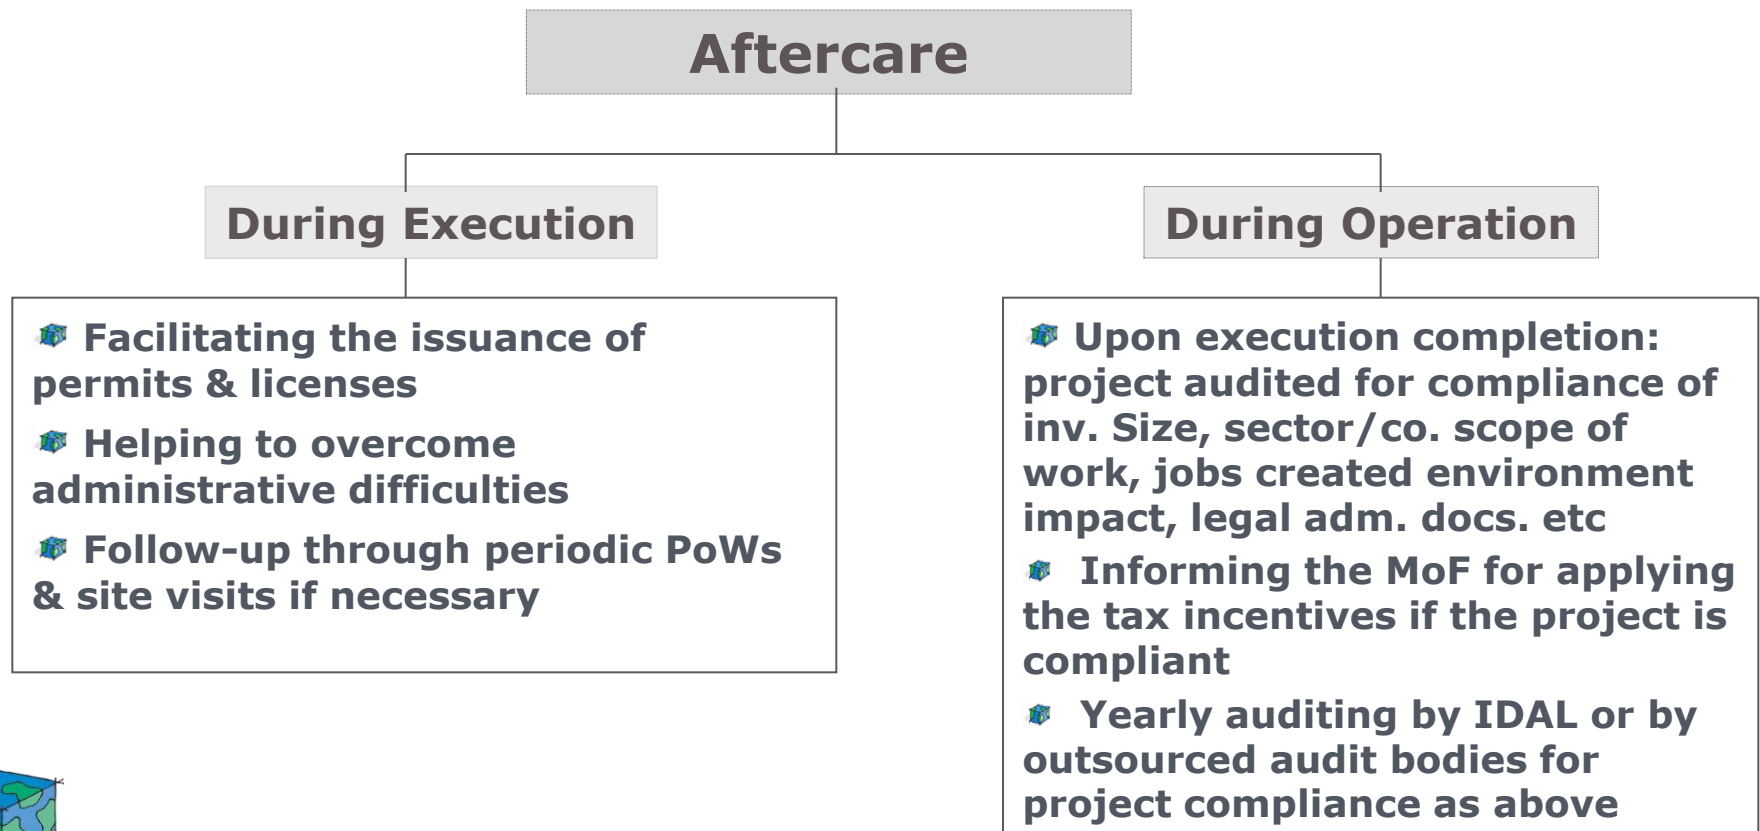 Aftercare
During Execution
Facilitating the issuance of
permits & licenses
Helping to overcome
administrative difficulties
Follow-up through periodic PoWs
& site visits if necessary
During Operation
Upon execution completion:
project audited for compliance of
inv. Size, sector/co. scope of
work, jobs created environment
impact, legal adm. docs. etc
Informing the MoF for applying
the tax incentives if the project is
compliant
Yearly auditing by IDAL or by
outsourced audit bodies for
project compliance as above